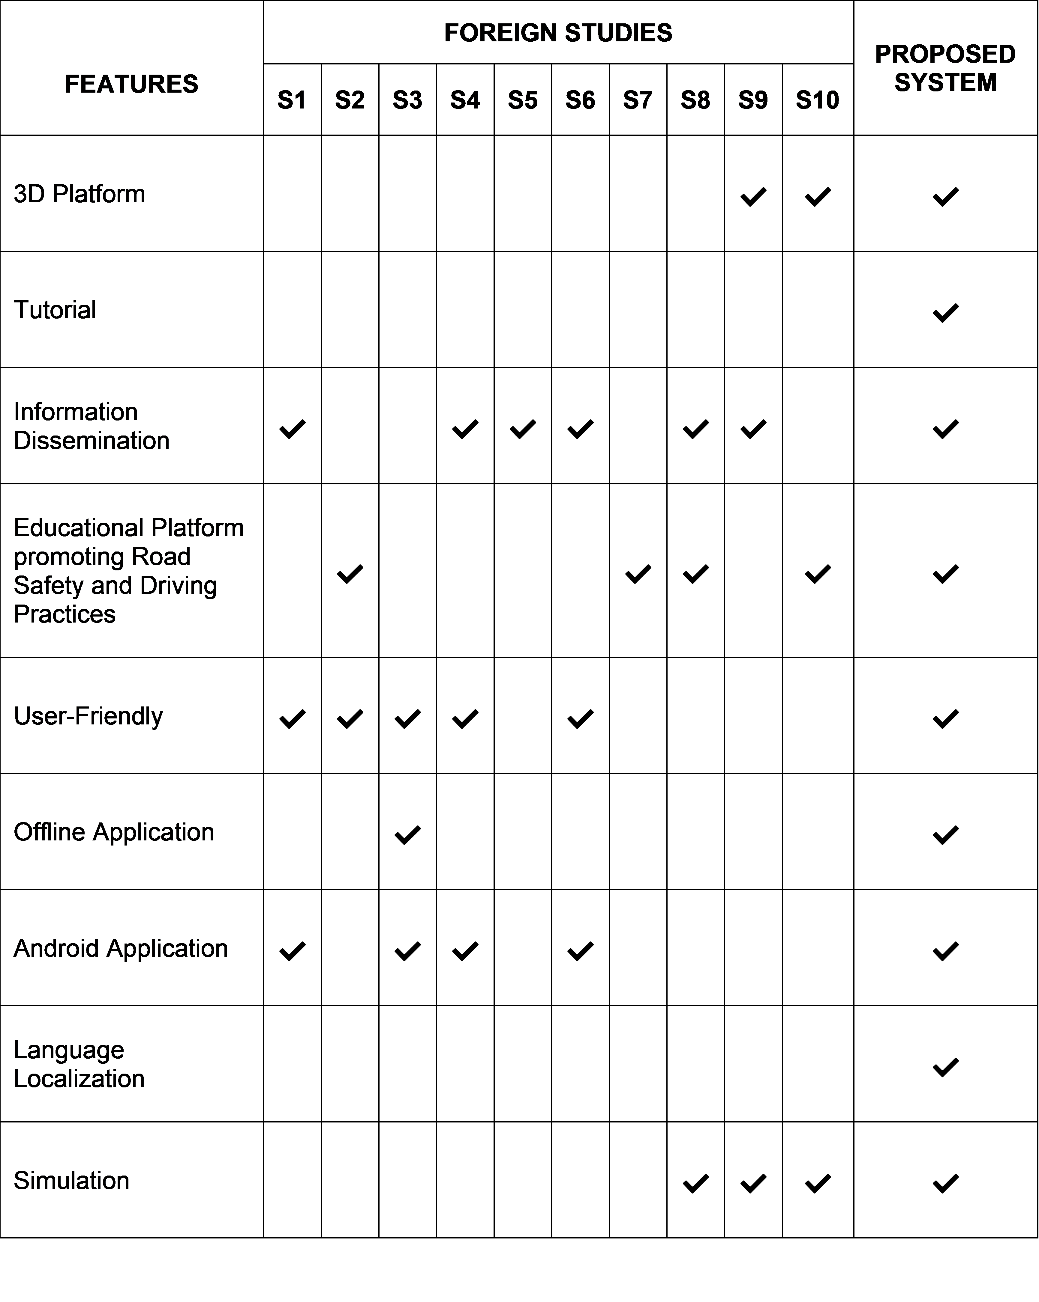 FOREIGN STUDIES
FEATURES
PROPOSED
SYSTEM
S1 S2 S3 S4 S5 S6 S7 S8 S9 S10
3D Platform ✓ ✓ ✓
Tutorial ✓
Information
Dissemination ✓ ✓ ✓ ✓ ✓ ✓ ✓
Educational Platform
promoting Road
Safety and Driving
Practices ✓ ✓ ✓ ✓ ✓
User-Friendly ✓ ✓ ✓ ✓ ✓ ✓
Offline Application ✓ ✓
Android Application ✓ ✓ ✓ ✓ ✓
Language
Localization ✓
Simulation ✓ ✓ ✓ ✓